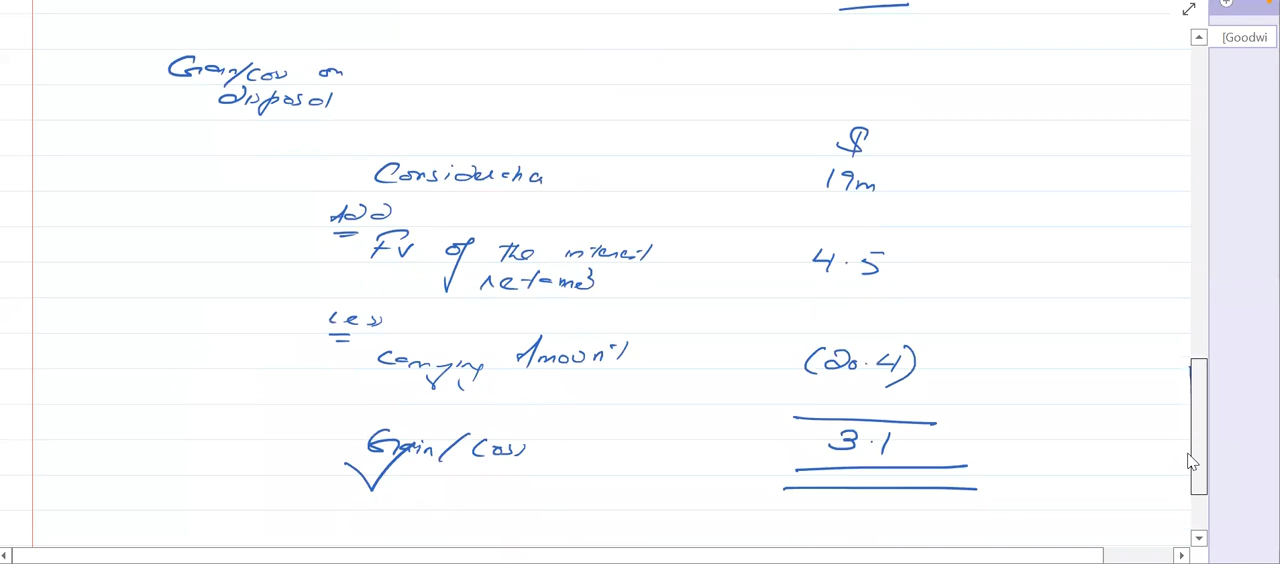 [Goodwi
Gain/Loss on
disposal
$
Consideration 19m
Add
FV of the interest 4.5
retained
Less
Carrying Amount (20.4)
Gain/Loss 3.1